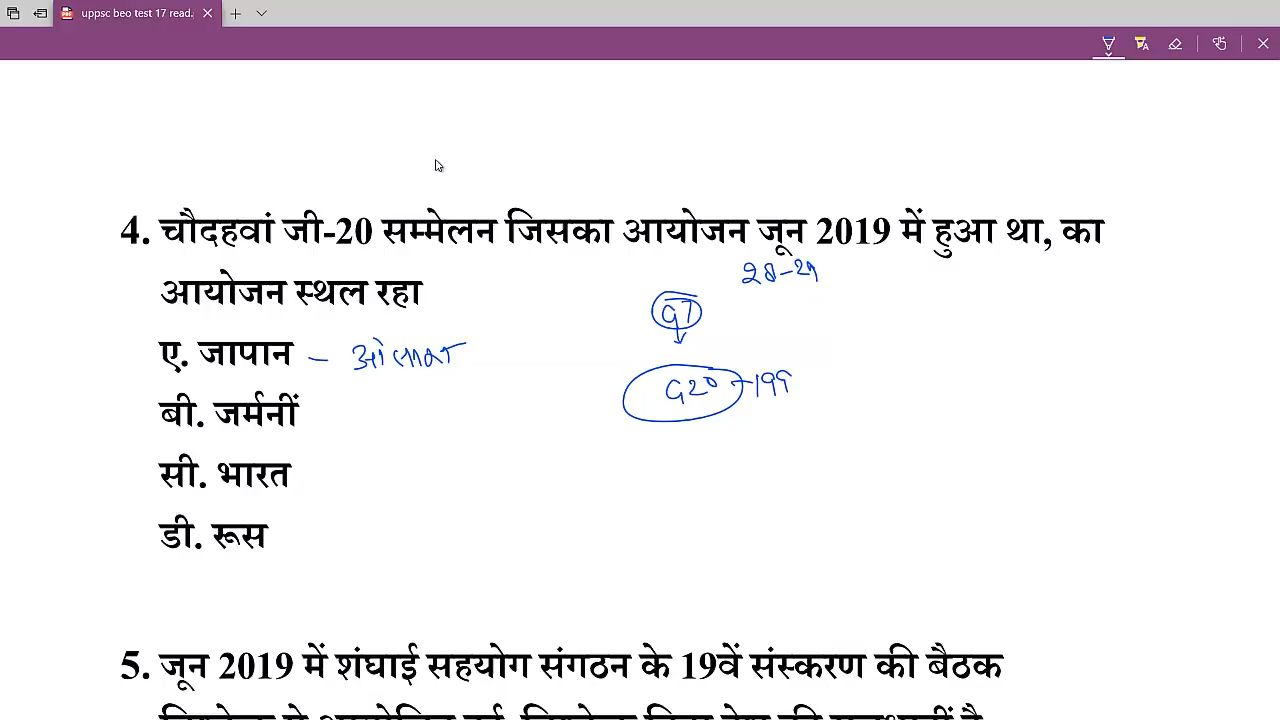 uppsc beo test 17 read.
4. चौदहवां जी-20 सम्मेलन जिसका आयोजन जून 2019 में हुआ था, का
28-29
आयोजन स्थल रहा
G7
ए. जापान -
G20 - 199
बी. जर्मनीं
सी. भारत
डी. रूस
5. जून 2019 में शंघाई सहयोग संगठन के 19वें संस्करण की बैठक